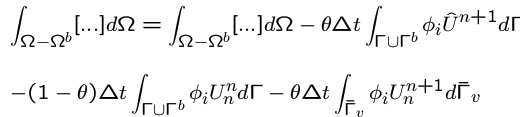 ∫_{Ω−Ω^b} [...]dΩ = ∫_{Ω−Ω^b} [...]dΩ − θΔt ∫_{Γ∪Γ^b} ϕ_i Û^{n+1} dΓ
−(1 − θ)Δt ∫_{Γ∪Γ^b} ϕ_i U_n^n dΓ − θΔt ∫_{Γ̄_v} ϕ_i U_n^{n+1} dΓ̄_v